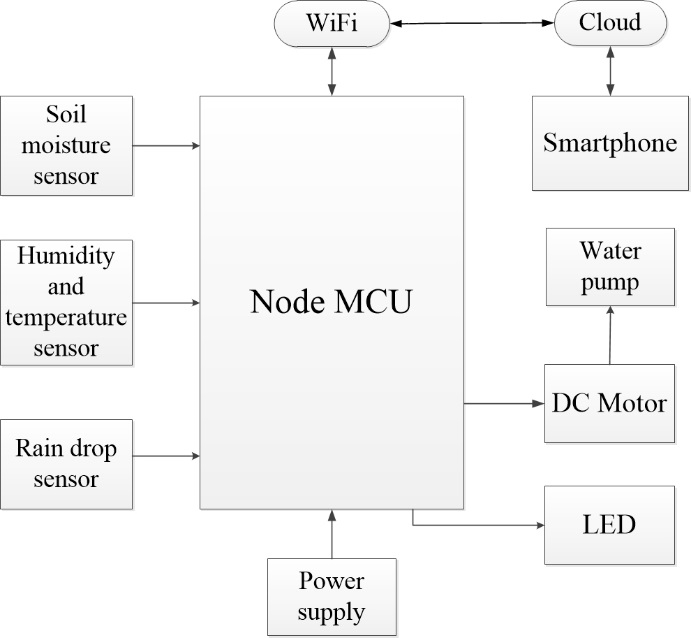 WiFi
Cloud
Soil
moisture
sensor
Smartphone
Humidity
and
temperature
sensor
Node MCU
Water
pump
DC Motor
Rain drop
sensor
LED
Power
supply